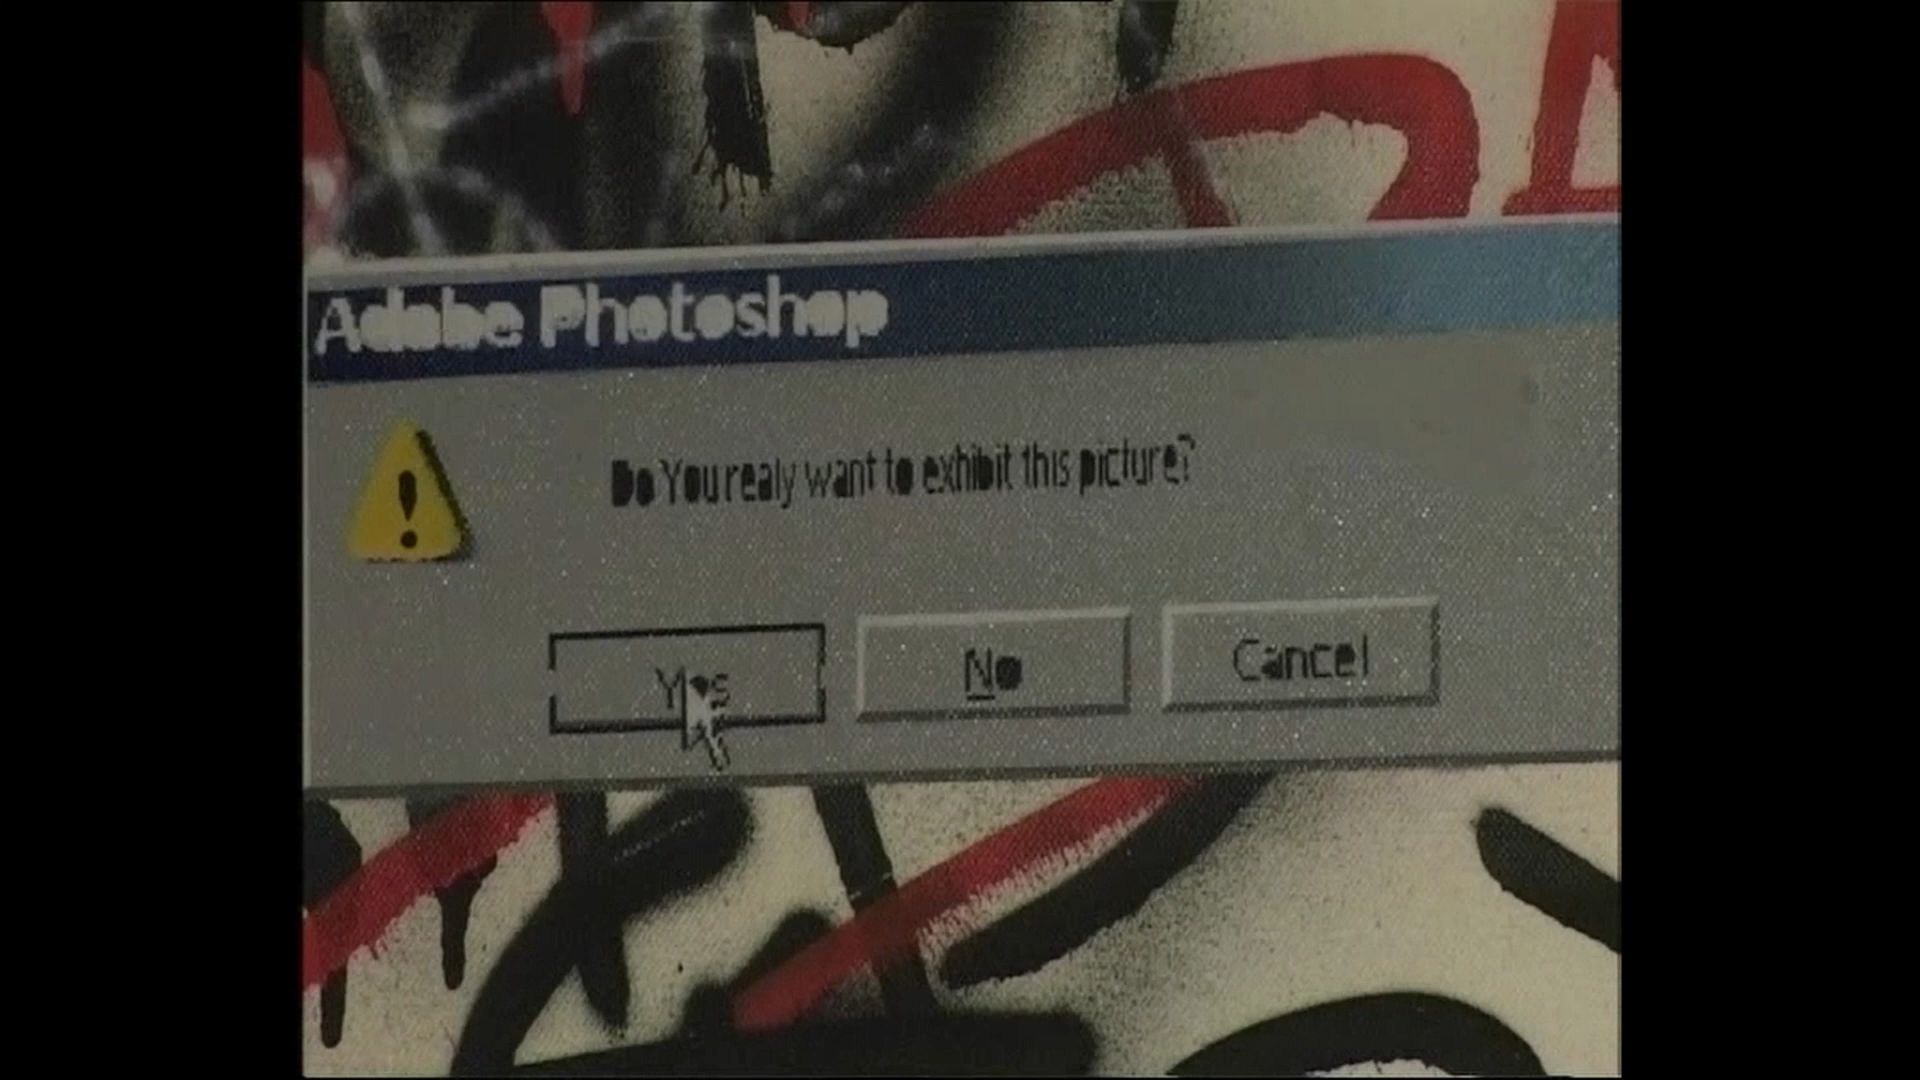 Adobe Photoshop
Do You realy want to exhibit this picture?
Yes
No
Cancel